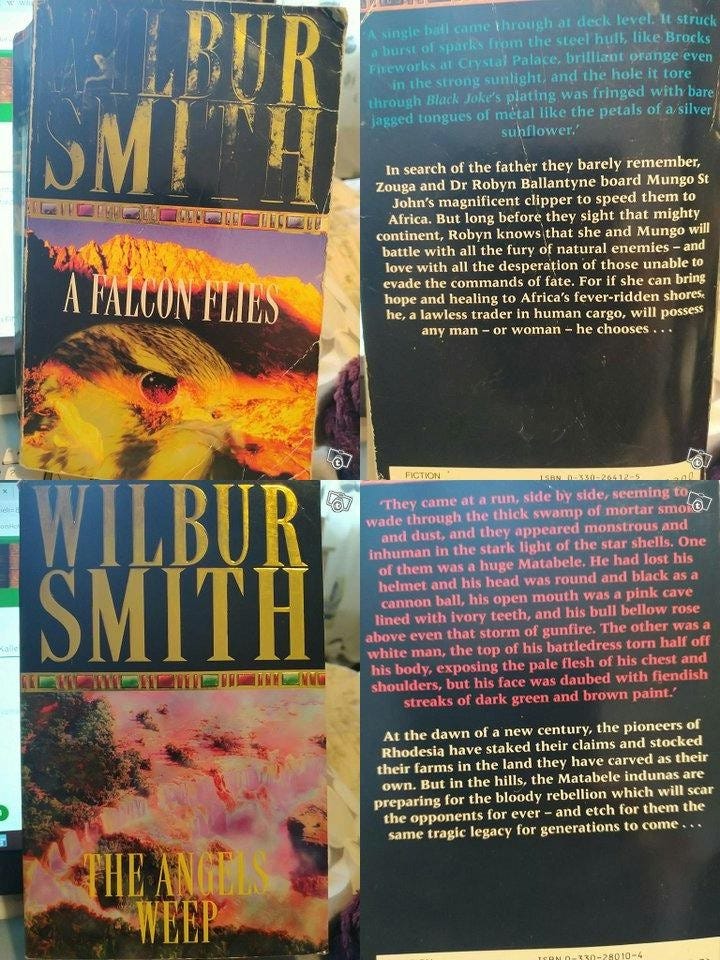 WILBUR
SMITH
A FALCON FLIES
'A single ball came through at deck level. It struck
a burst of sparks from the steel hull, like Brocks
Fireworks at Crystal Palace, brilliant orange even
in the strong sunlight, and the hole it tore
through Black Joke's plating was fringed with bare
jagged tongues of metal like the petals of a silver
sunflower.'
In search of the father they barely remember,
Zouga and Dr Robyn Ballantyne board Mungo St
John's magnificent clipper to speed them to
Africa. But long before they sight that mighty
continent, Robyn knows that she and Mungo will
battle with all the fury of natural enemies – and
love with all the desperation of those unable to
evade the commands of fate. For if she can bring
hope and healing to Africa's fever-ridden shores,
he, a lawless trader in human cargo, will possess
any man – or woman – he chooses . . .
FICTION
ISBN 0-330-26412-5
WILBUR
SMITH
THE ANGELS
WEEP
'They came at a run, side by side, seeming to
wade through the thick swamp of mortar smoke
and dust, and they appeared monstrous and
inhuman in the stark light of the star shells. One
of them was a huge Matabele. He had lost his
helmet and his head was round and black as a
cannon ball, his open mouth was a pink cave
lined with ivory teeth, and his bull bellow rose
above even that storm of gunfire. The other was a
white man, the top of his battledress torn half off
his body, exposing the pale flesh of his chest and
shoulders, but his face was daubed with fiendish
streaks of dark green and brown paint.'
At the dawn of a new century, the pioneers of
Rhodesia have staked their claims and stocked
their farms in the land they have carved as their
own. But in the hills, the Matabele indunas are
preparing for the bloody rebellion which will scar
the opponents for ever – and etch for them the
same tragic legacy for generations to come . . .
ISBN 0-330-28010-4